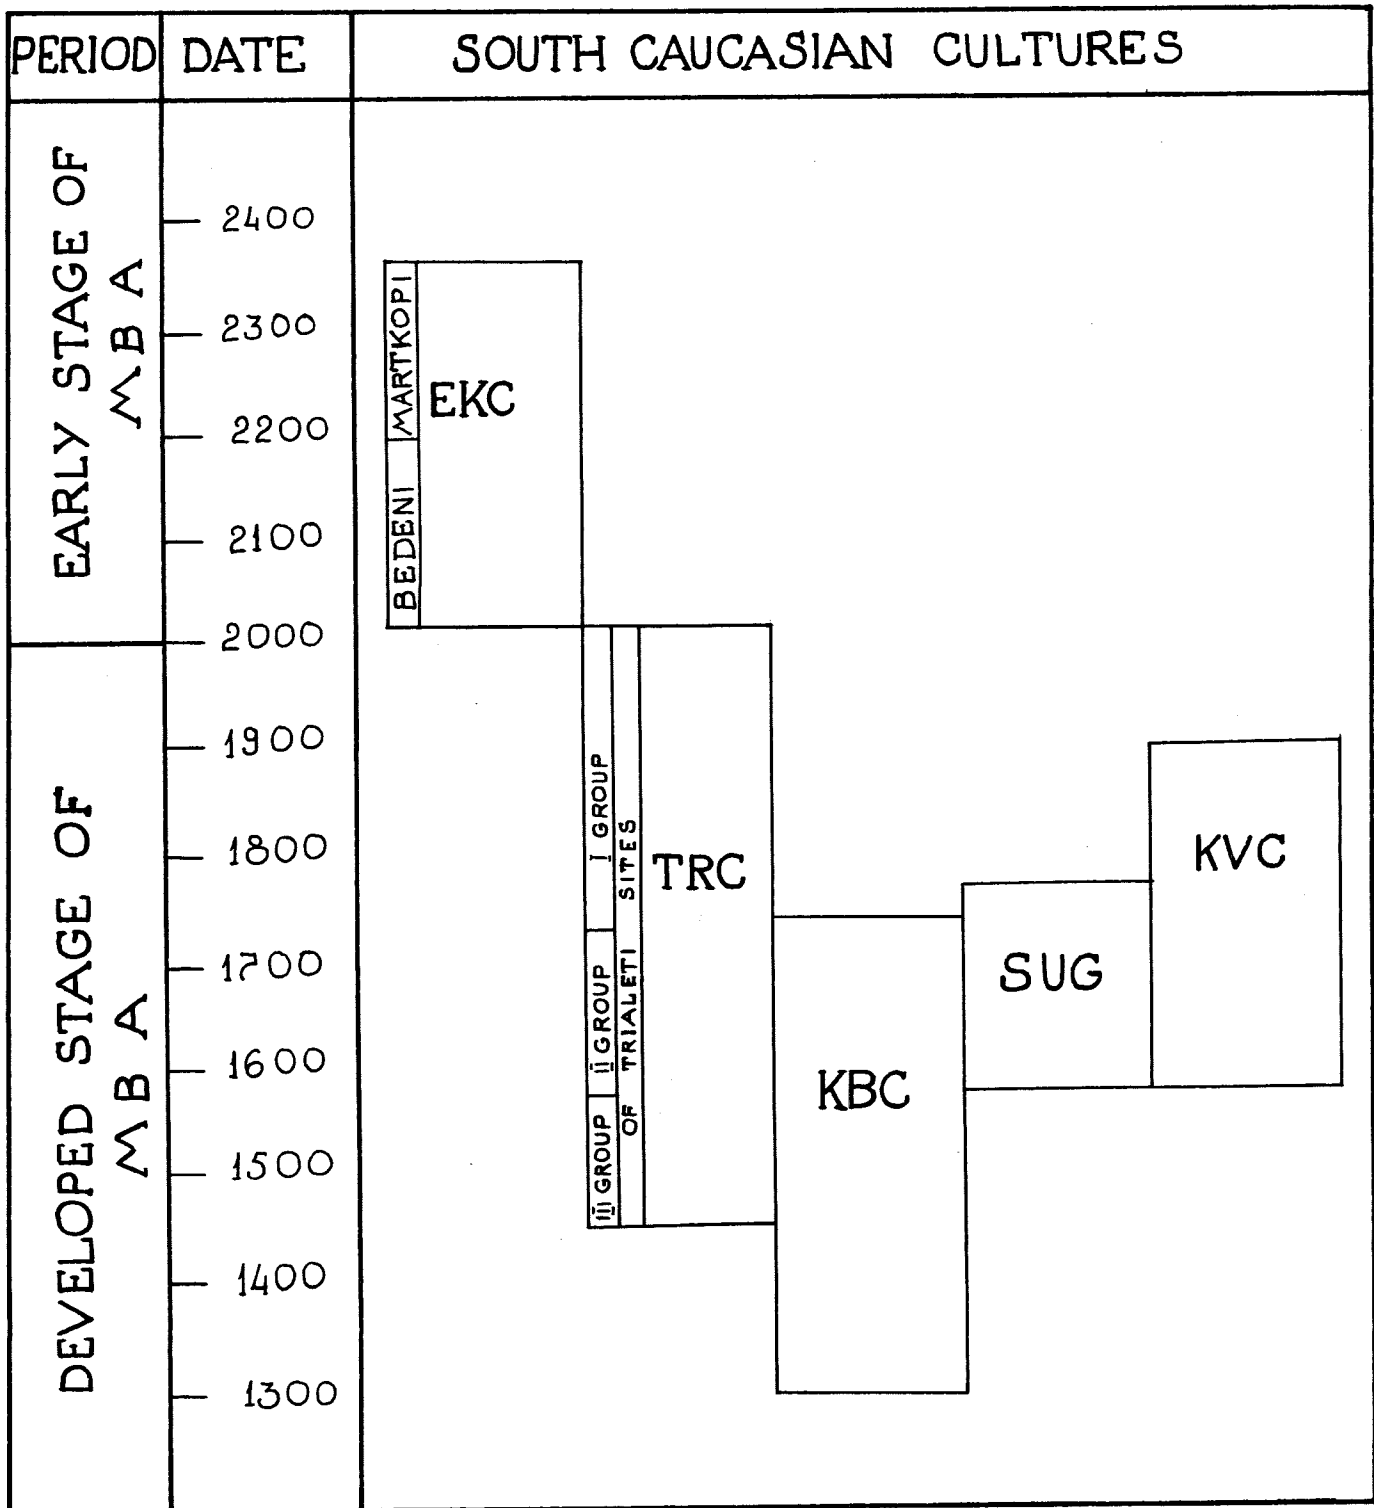 PERIOD
DATE
SOUTH CAUCASIAN CULTURES
EARLY STAGE OF
MBA
DEVELOPED STAGE OF
MBA
2400
2300
2200
2100
2000
1900
1800
1700
1600
1500
1400
1300
MARTKOPI
BEDENI
EKC
I GROUP
II GROUP
III GROUP
OF TRIALETI SITES
TRC
KBC
SUG
KVC